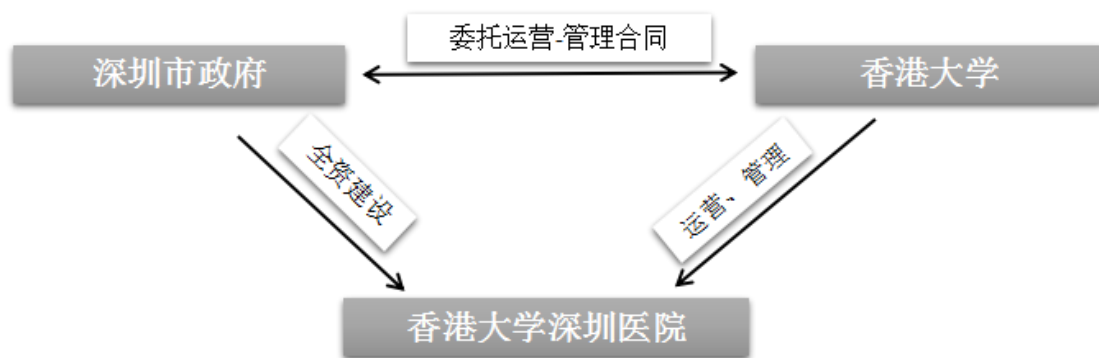 委托运营-管理合同
深圳市政府
香港大学
全资建设
运营、管理
香港大学深圳医院